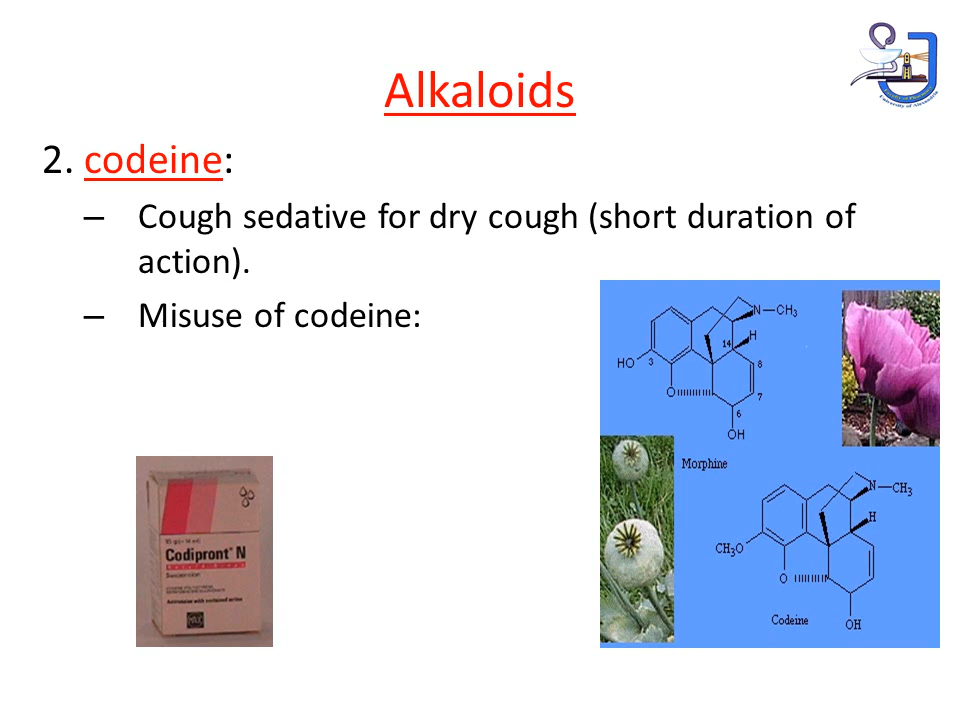 Alkaloids
2. codeine:
– Cough sedative for dry cough (short duration of
action).
– Misuse of codeine:
N
CH3
H
14
HO
3
8
O
7
6
OH
Morphine
N
CH3
H
CH3O
O
OH
Codeine
Codipront® N